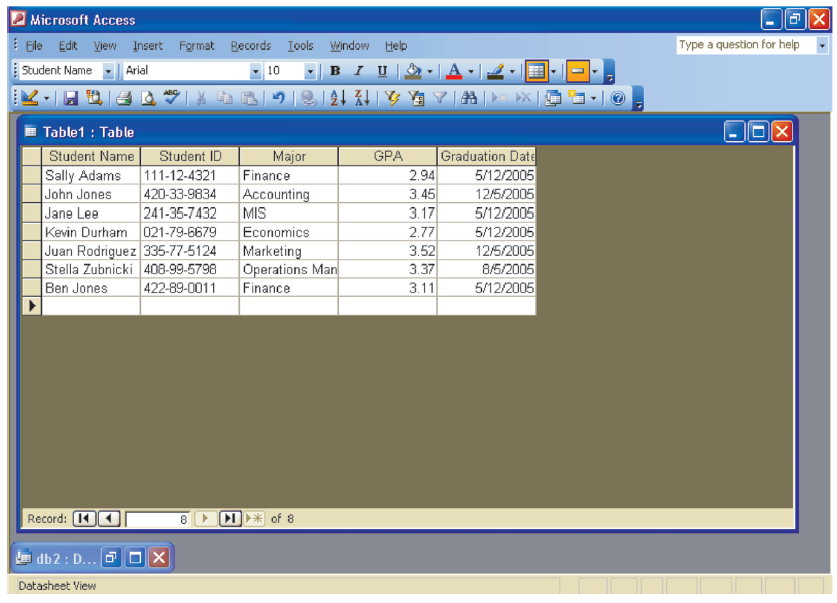 Microsoft Access
File Edit View Insert Format Records Tools Window Help Type a question for help
Student Name Arial 10 B I U A
Table1 : Table
Student Name Student ID Major GPA Graduation Date
Sally Adams 111-12-4321 Finance 2.94 5/12/2005
John Jones 420-33-9834 Accounting 3.45 12/5/2005
Jane Lee 241-35-7432 MIS 3.17 5/12/2005
Kevin Durham 021-79-6679 Economics 2.77 5/12/2005
Juan Rodriguez 335-77-5124 Marketing 3.52 12/5/2005
Stella Zubnicki 408-99-5798 Operations Man 3.37 8/5/2005
Ben Jones 422-89-0011 Finance 3.11 5/12/2005
Record: 8 of 8
db2 : D...
Datasheet View